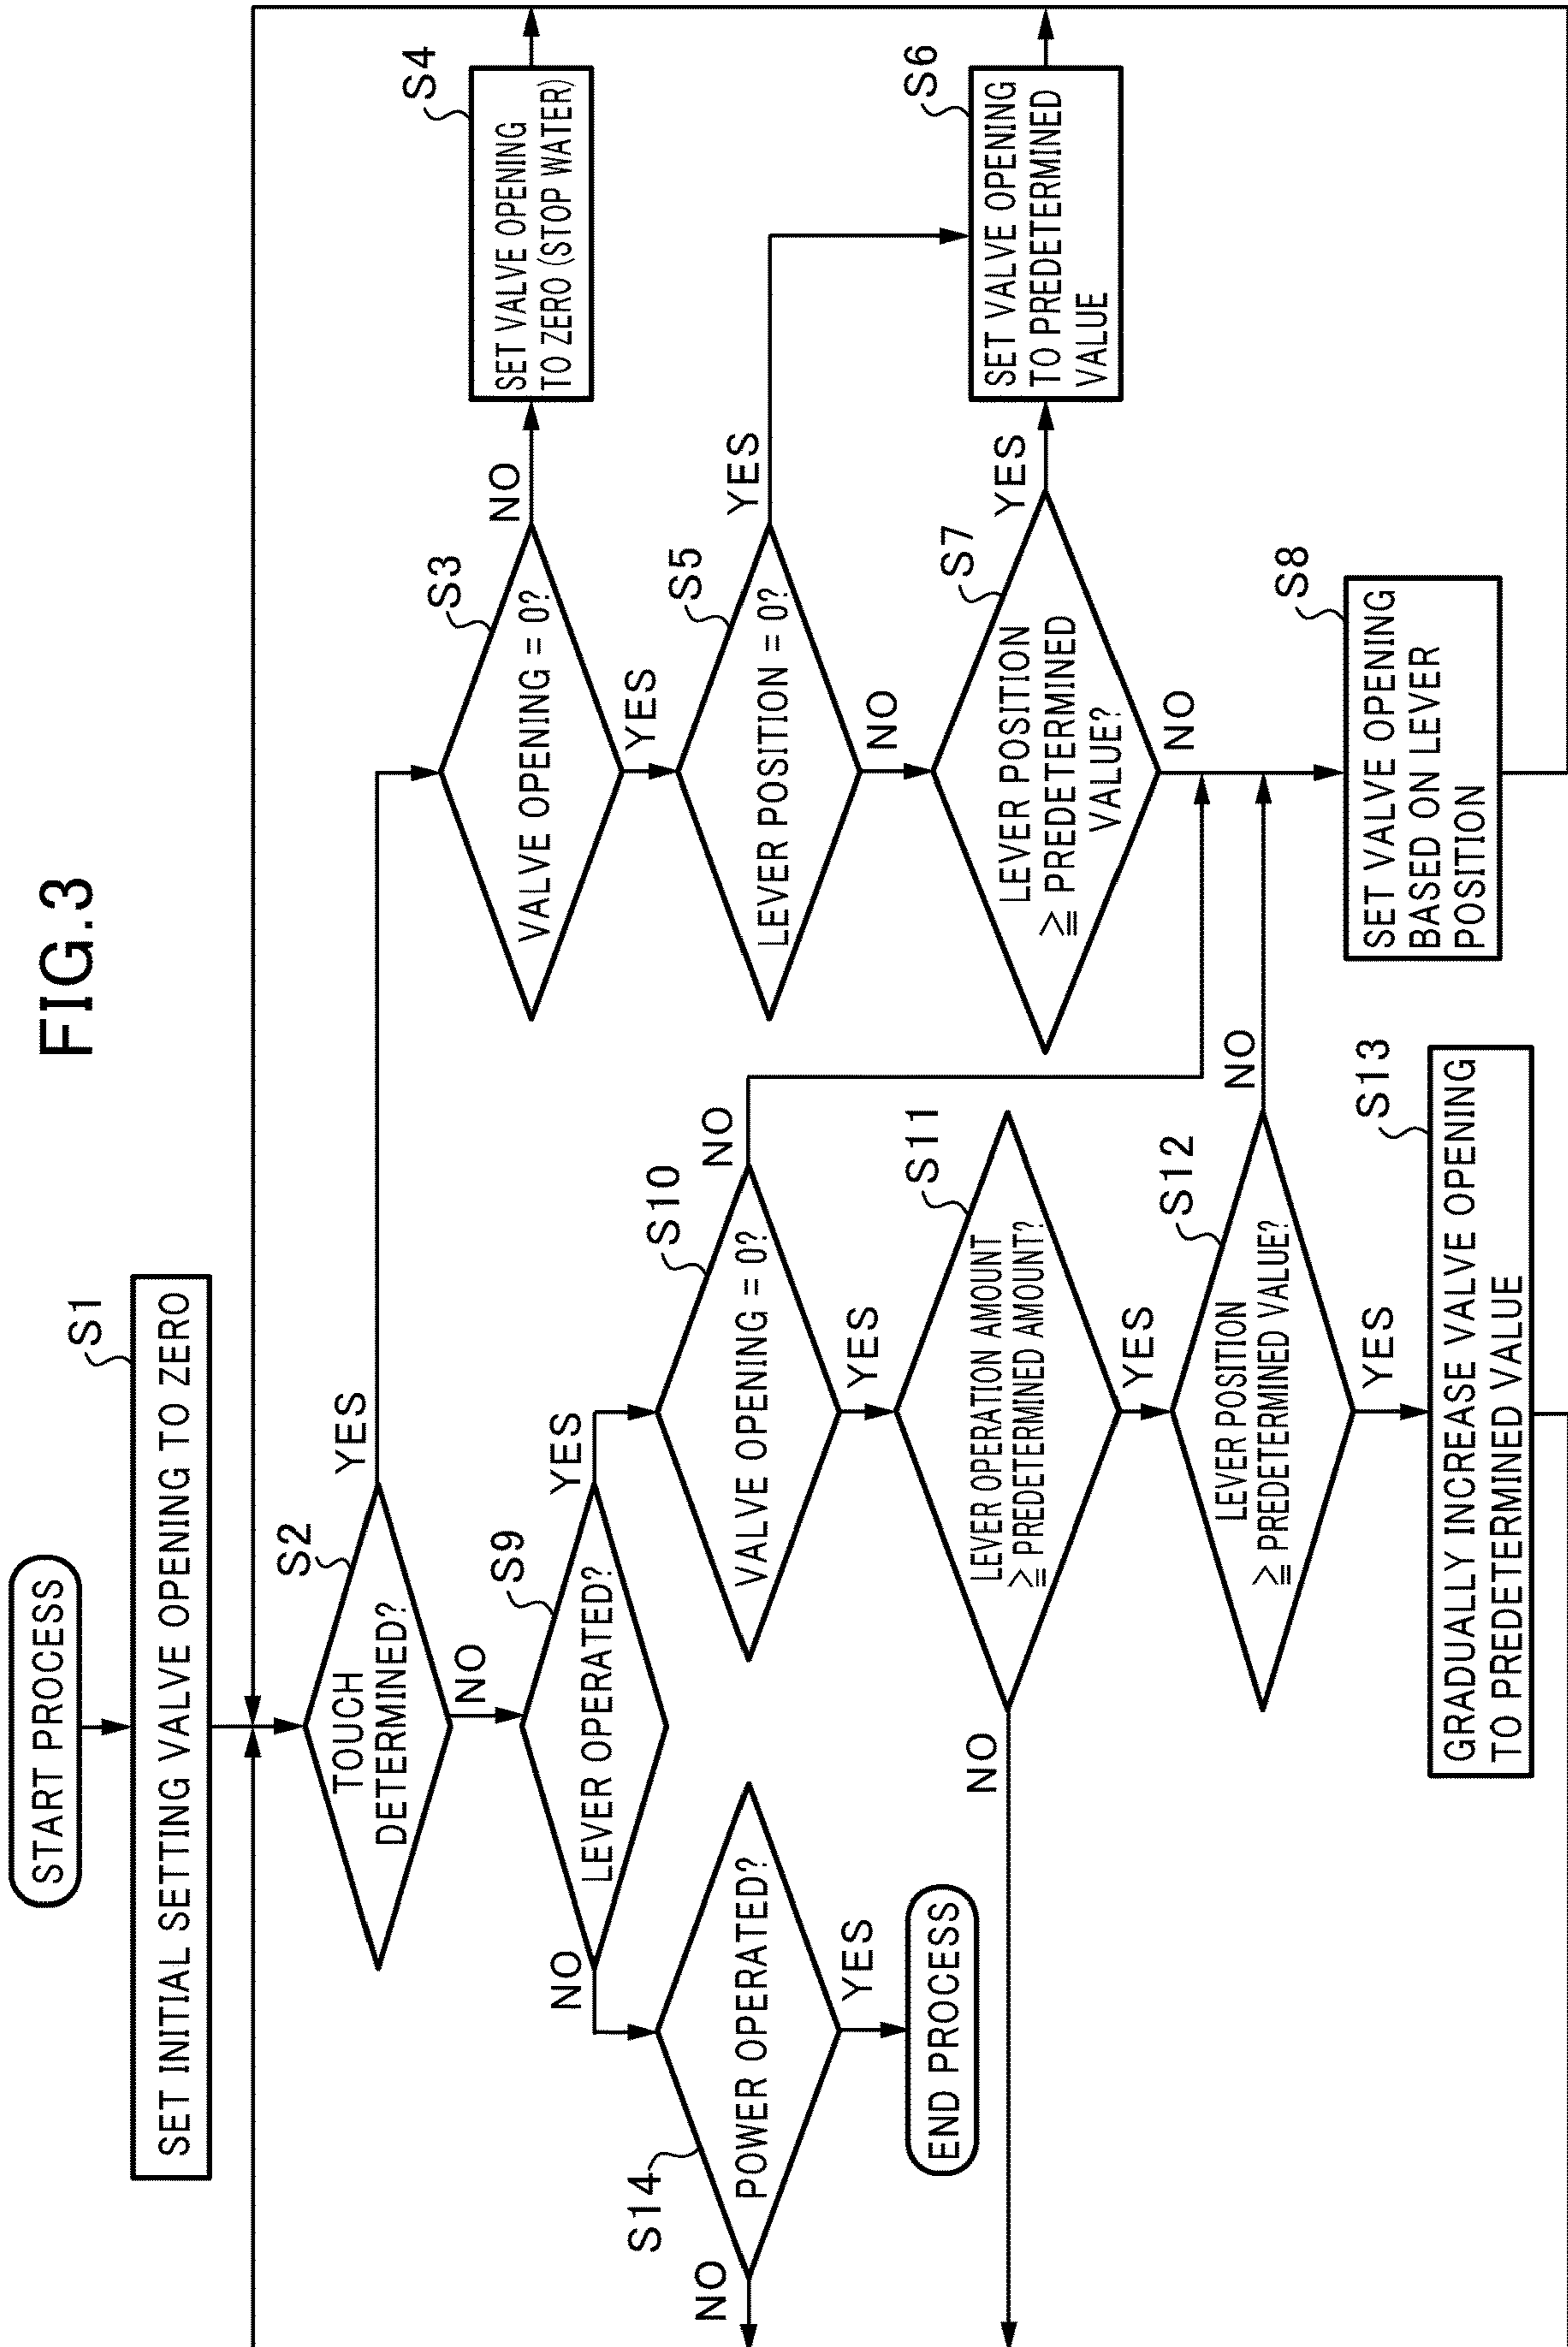 FIG.3
START PROCESS
S1
SET INITIAL SETTING VALVE OPENING TO ZERO
S2
TOUCH
DETERMINED?
YES
NO
S3
VALVE OPENING = 0?
NO
YES
S4
SET VALVE OPENING
TO ZERO (STOP WATER)
S5
LEVER POSITION = 0?
YES
NO
S6
SET VALVE OPENING
TO PREDETERMINED
VALUE
S7
LEVER POSITION
≧ PREDETERMINED
VALUE?
YES
NO
S8
SET VALVE OPENING
BASED ON LEVER
POSITION
S9
LEVER OPERATED?
YES
NO
S10
VALVE OPENING = 0?
NO
YES
S11
LEVER OPERATION AMOUNT
≧ PREDETERMINED AMOUNT?
NO
YES
S12
LEVER POSITION
≧ PREDETERMINED VALUE?
NO
YES
S13
GRADUALLY INCREASE VALVE OPENING
TO PREDETERMINED VALUE
S14
POWER OPERATED?
NO
YES
END PROCESS